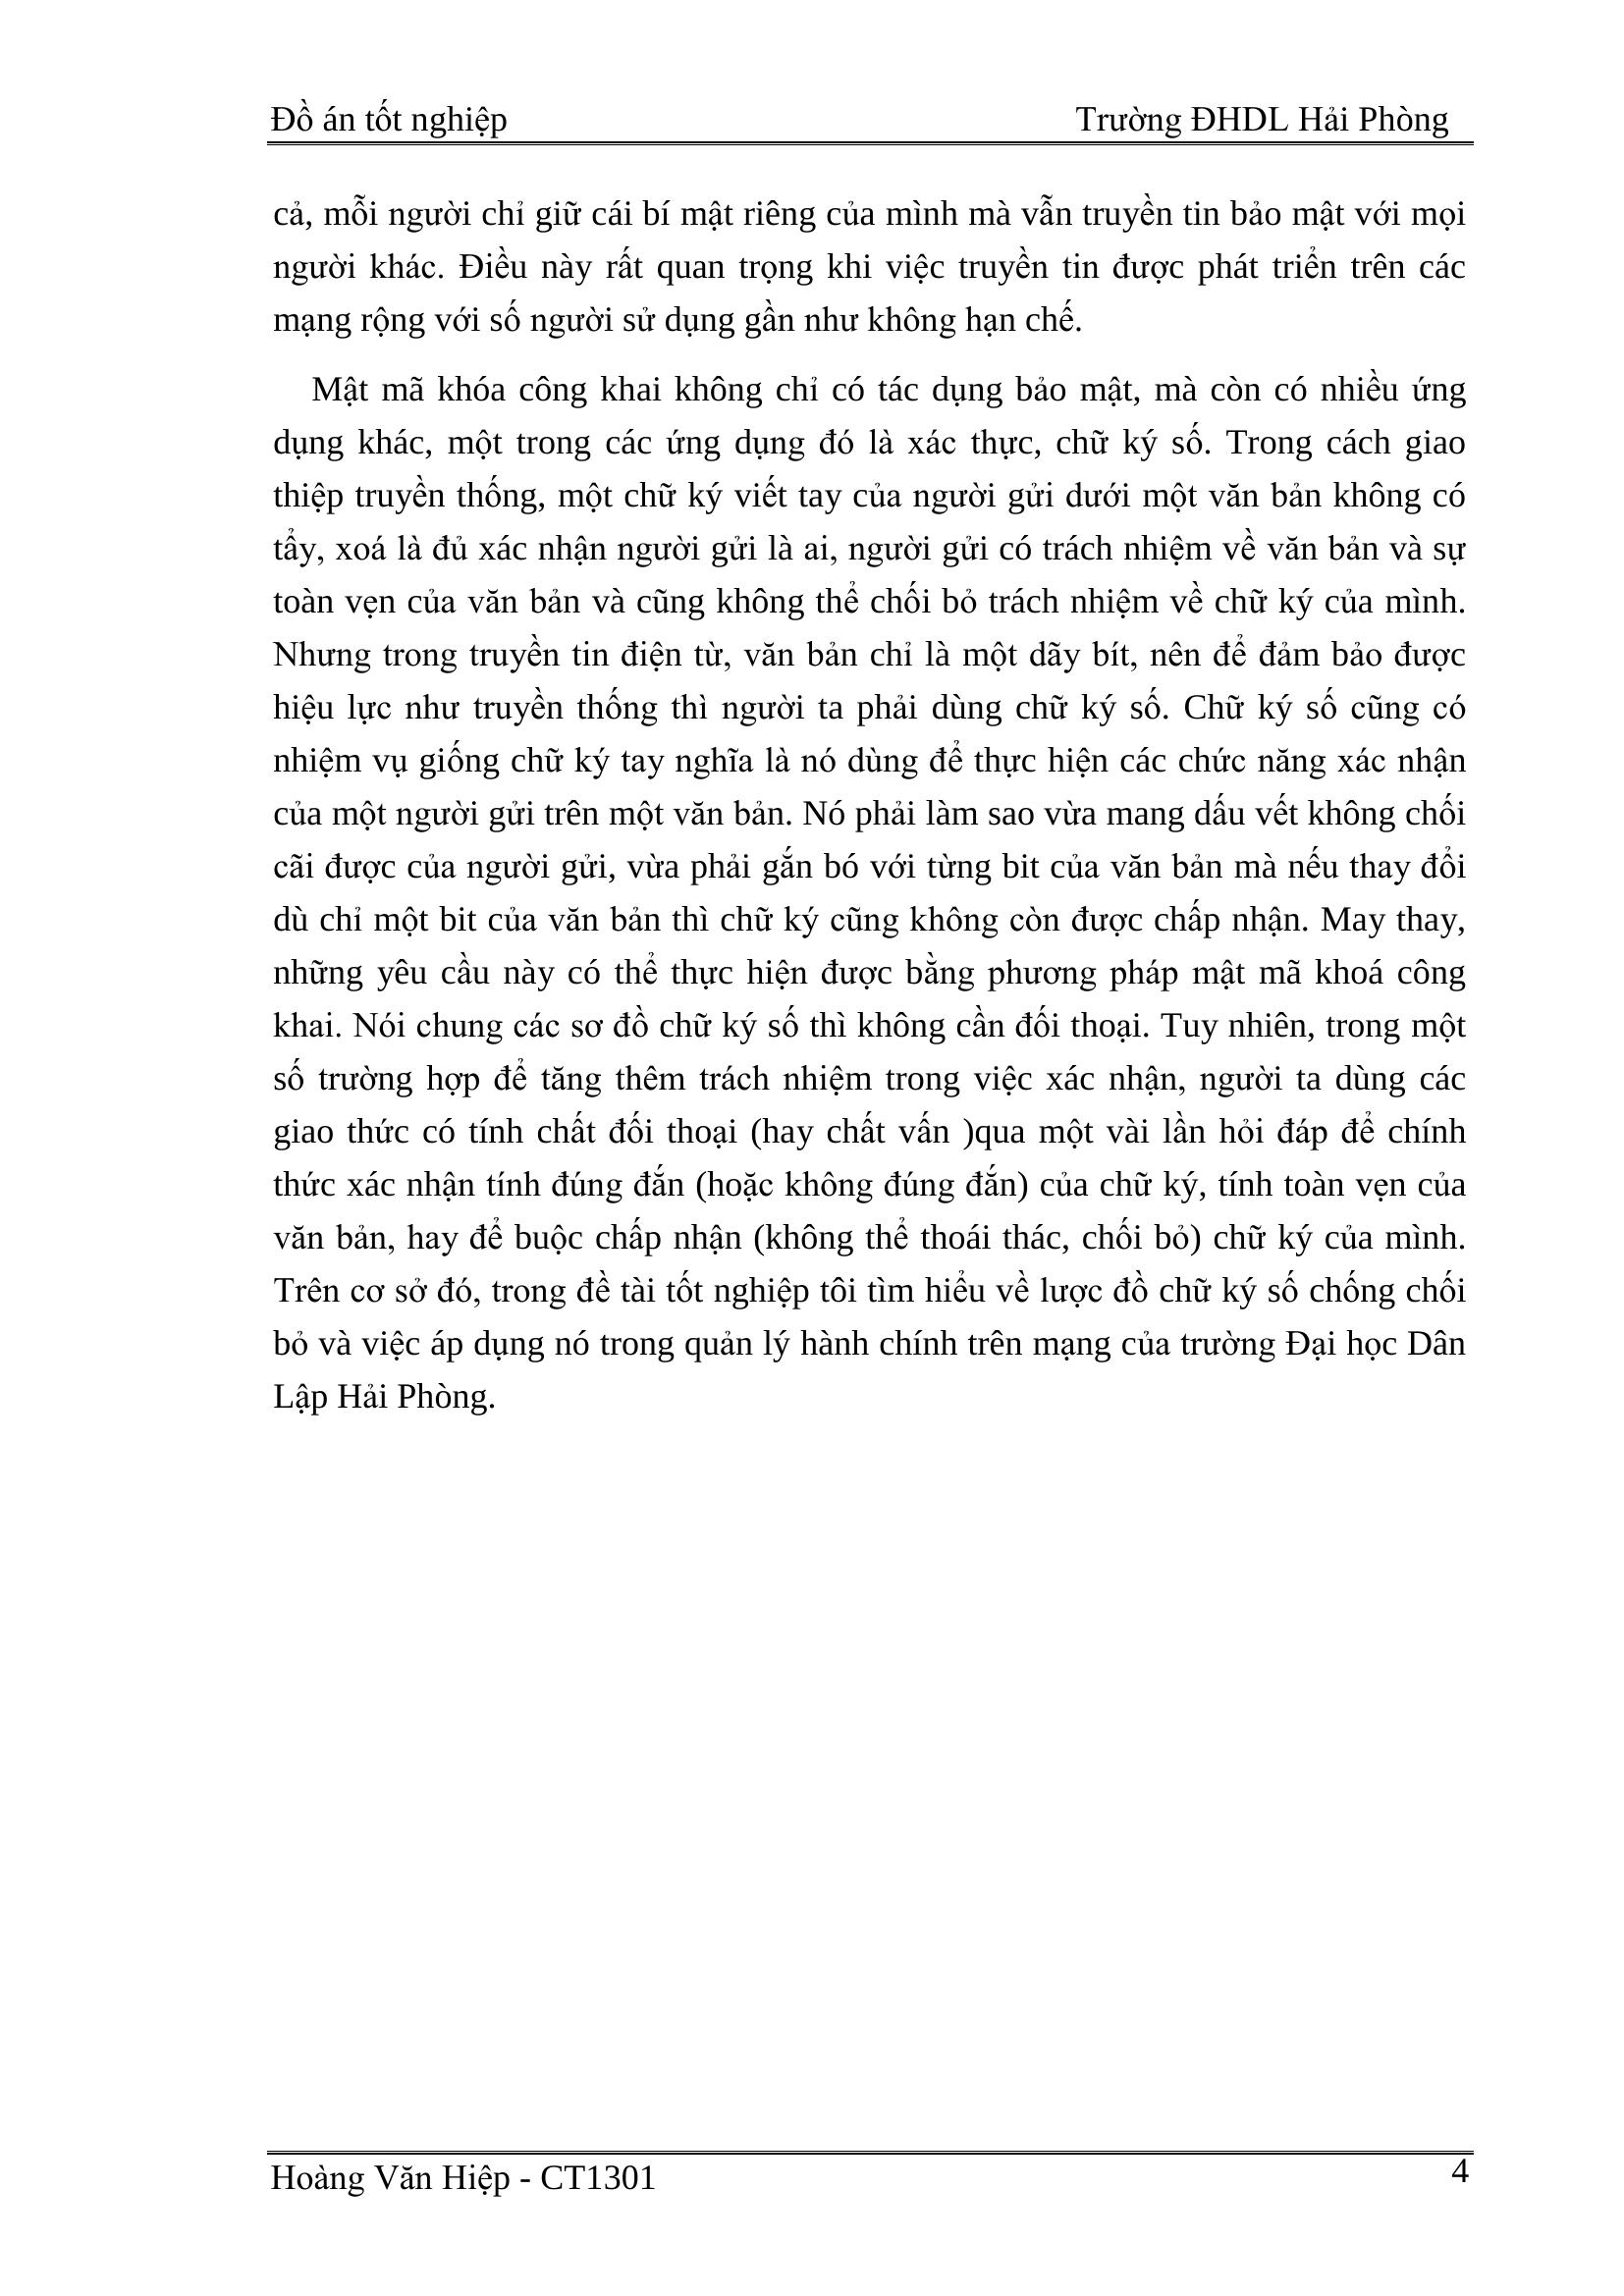 Đồ án tốt nghiệp Trường ĐHDL Hải Phòng
cả, mỗi người chỉ giữ cái bí mật riêng của mình mà vẫn truyền tin bảo mật với mọi
người khác. Điều này rất quan trọng khi việc truyền tin được phát triển trên các
mạng rộng với số người sử dụng gần như không hạn chế.
Mật mã khóa công khai không chỉ có tác dụng bảo mật, mà còn có nhiều ứng
dụng khác, một trong các ứng dụng đó là xác thực, chữ ký số. Trong cách giao
thiệp truyền thống, một chữ ký viết tay của người gửi dưới một văn bản không có
tẩy, xoá là đủ xác nhận người gửi là ai, người gửi có trách nhiệm về văn bản và sự
toàn vẹn của văn bản và cũng không thể chối bỏ trách nhiệm về chữ ký của mình.
Nhưng trong truyền tin điện từ, văn bản chỉ là một dãy bít, nên để đảm bảo được
hiệu lực như truyền thống thì người ta phải dùng chữ ký số. Chữ ký số cũng có
nhiệm vụ giống chữ ký tay nghĩa là nó dùng để thực hiện các chức năng xác nhận
của một người gửi trên một văn bản. Nó phải làm sao vừa mang dấu vết không chối
cãi được của người gửi, vừa phải gắn bó với từng bit của văn bản mà nếu thay đổi
dù chỉ một bit của văn bản thì chữ ký cũng không còn được chấp nhận. May thay,
những yêu cầu này có thể thực hiện được bằng phương pháp mật mã khoá công
khai. Nói chung các sơ đồ chữ ký số thì không cần đối thoại. Tuy nhiên, trong một
số trường hợp để tăng thêm trách nhiệm trong việc xác nhận, người ta dùng các
giao thức có tính chất đối thoại (hay chất vấn )qua một vài lần hỏi đáp để chính
thức xác nhận tính đúng đắn (hoặc không đúng đắn) của chữ ký, tính toàn vẹn của
văn bản, hay để buộc chấp nhận (không thể thoái thác, chối bỏ) chữ ký của mình.
Trên cơ sở đó, trong đề tài tốt nghiệp tôi tìm hiểu về lược đồ chữ ký số chống chối
bỏ và việc áp dụng nó trong quản lý hành chính trên mạng của trường Đại học Dân
Lập Hải Phòng.
Hoàng Văn Hiệp - CT1301 4